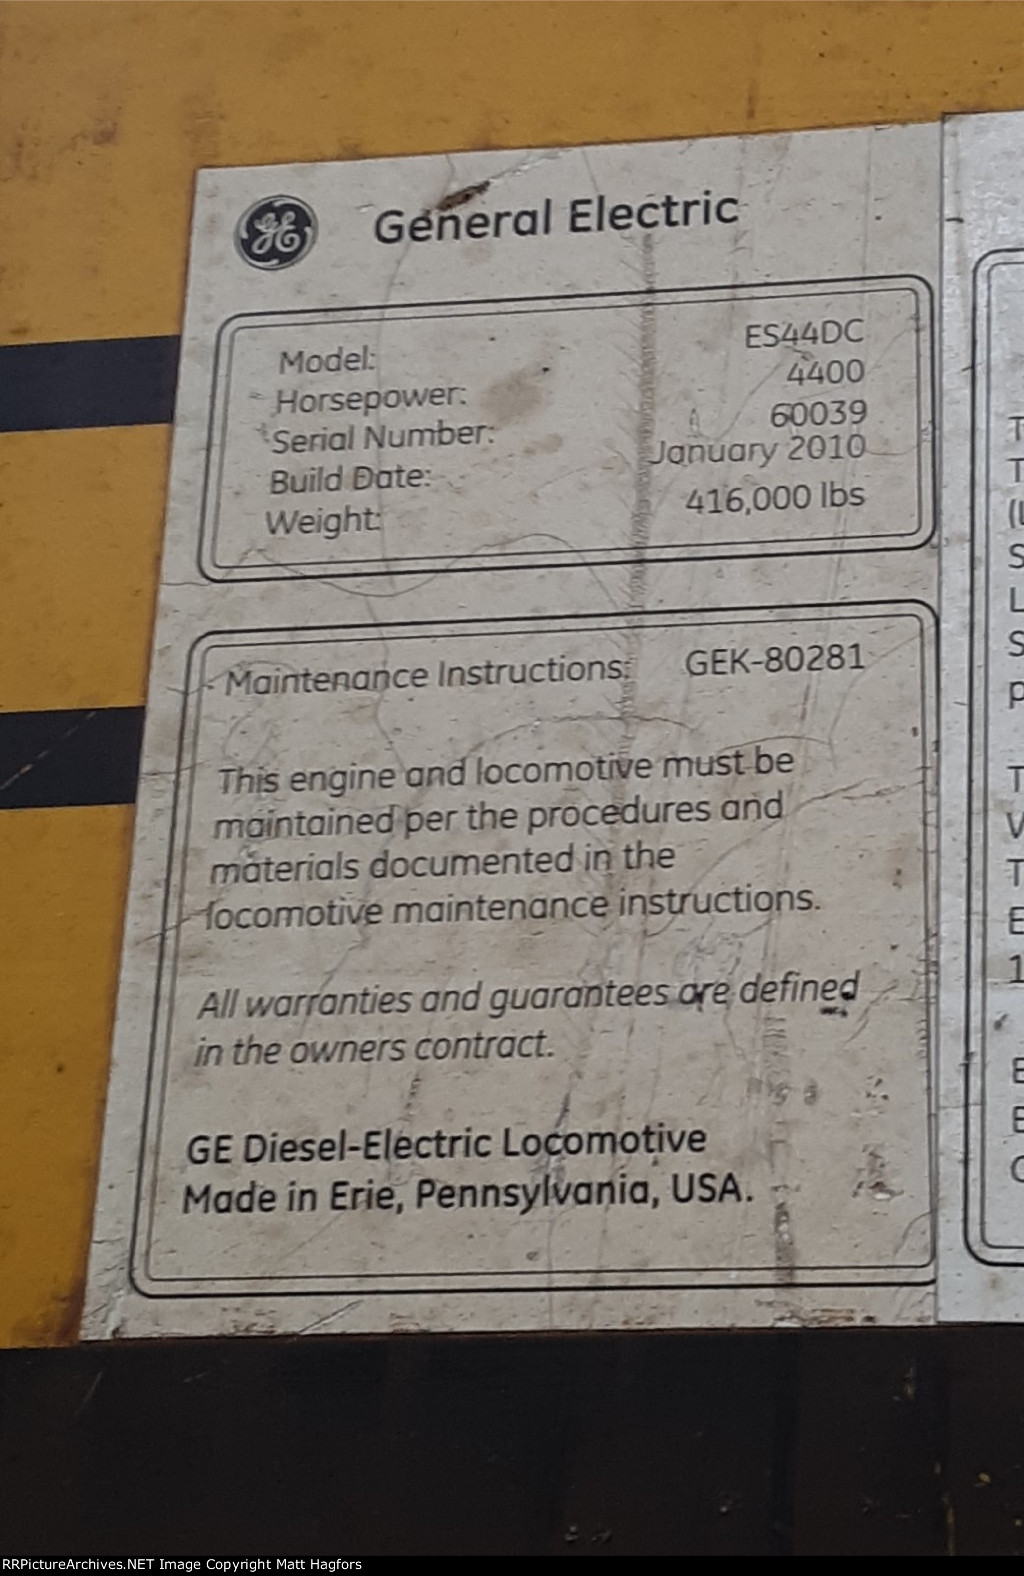 GE
General Electric
Model: ES44DC
Horsepower: 4400
Serial Number: 60039
Build Date: January 2010
Weight: 416,000 lbs
Maintenance Instructions: GEK-80281
This engine and locomotive must be
maintained per the procedures and
materials documented in the
locomotive maintenance instructions.
All warranties and guarantees are defined
in the owners contract.
GE Diesel-Electric Locomotive
Made in Erie, Pennsylvania, USA.
RRPictureArchives.NET Image Copyright Matt Hagfors